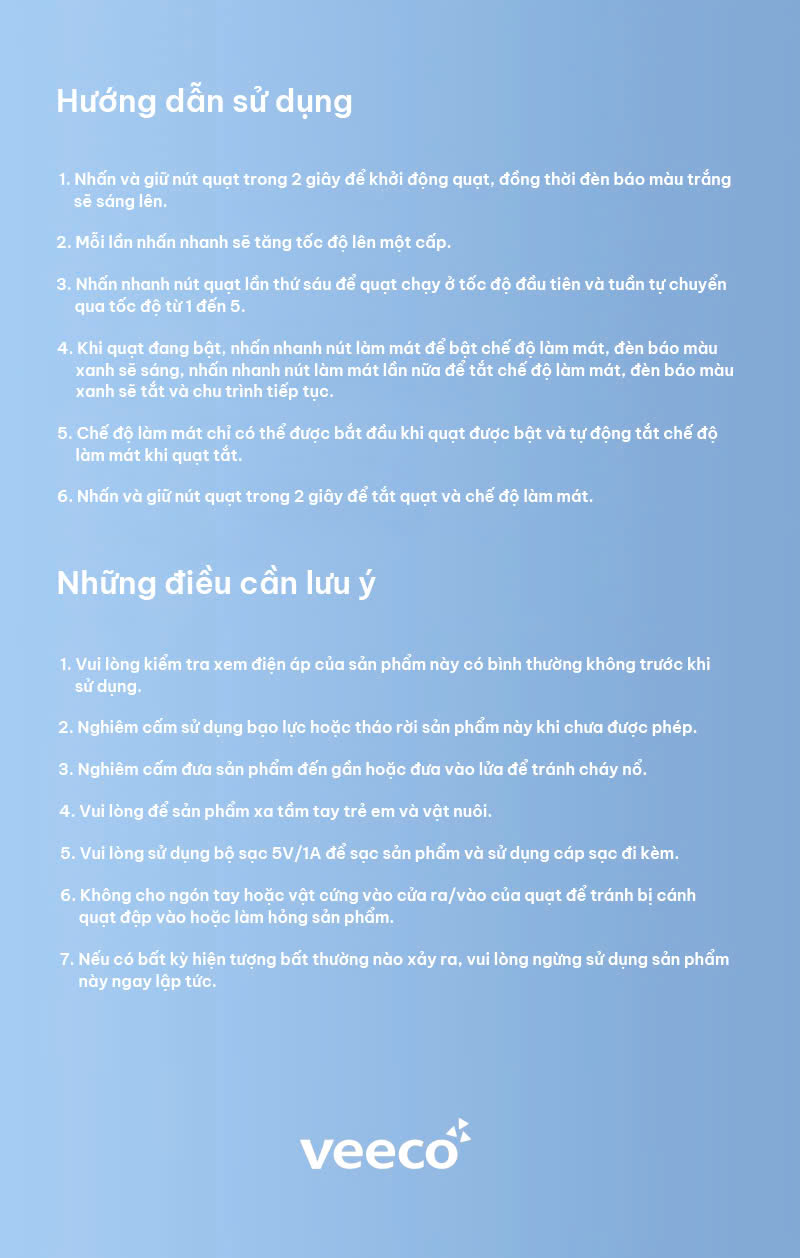 Hướng dẫn sử dụng
1. Nhấn và giữ nút quạt trong 2 giây để khởi động quạt, đồng thời đèn báo màu trắng
sẽ sáng lên.
2. Mỗi lần nhấn nhanh sẽ tăng tốc độ lên một cấp.
3. Nhấn nhanh nút quạt lần thứ sáu để quạt chạy ở tốc độ đầu tiên và tuần tự chuyển
qua tốc độ từ 1 đến 5.
4. Khi quạt đang bật, nhấn nhanh nút làm mát để bật chế độ làm mát, đèn báo màu
xanh sẽ sáng, nhấn nhanh nút làm mát lần nữa để tắt chế độ làm mát, đèn báo màu
xanh sẽ tắt và chu trình tiếp tục.
5. Chế độ làm mát chỉ có thể được bắt đầu khi quạt được bật và tự động tắt chế độ
làm mát khi quạt tắt.
6. Nhấn và giữ nút quạt trong 2 giây để tắt quạt và chế độ làm mát.
Những điều cần lưu ý
1. Vui lòng kiểm tra xem điện áp của sản phẩm này có bình thường không trước khi
sử dụng.
2. Nghiêm cấm sử dụng bạo lực hoặc tháo rời sản phẩm này khi chưa được phép.
3. Nghiêm cấm đưa sản phẩm đến gần hoặc đưa vào lửa để tránh cháy nổ.
4. Vui lòng để sản phẩm xa tầm tay trẻ em và vật nuôi.
5. Vui lòng sử dụng bộ sạc 5V/1A để sạc sản phẩm và sử dụng cáp sạc đi kèm.
6. Không cho ngón tay hoặc vật cứng vào cửa ra/vào của quạt để tránh bị cánh
quạt đập vào hoặc làm hỏng sản phẩm.
7. Nếu có bất kỳ hiện tượng bất thường nào xảy ra, vui lòng ngừng sử dụng sản phẩm
này ngay lập tức.
veeco